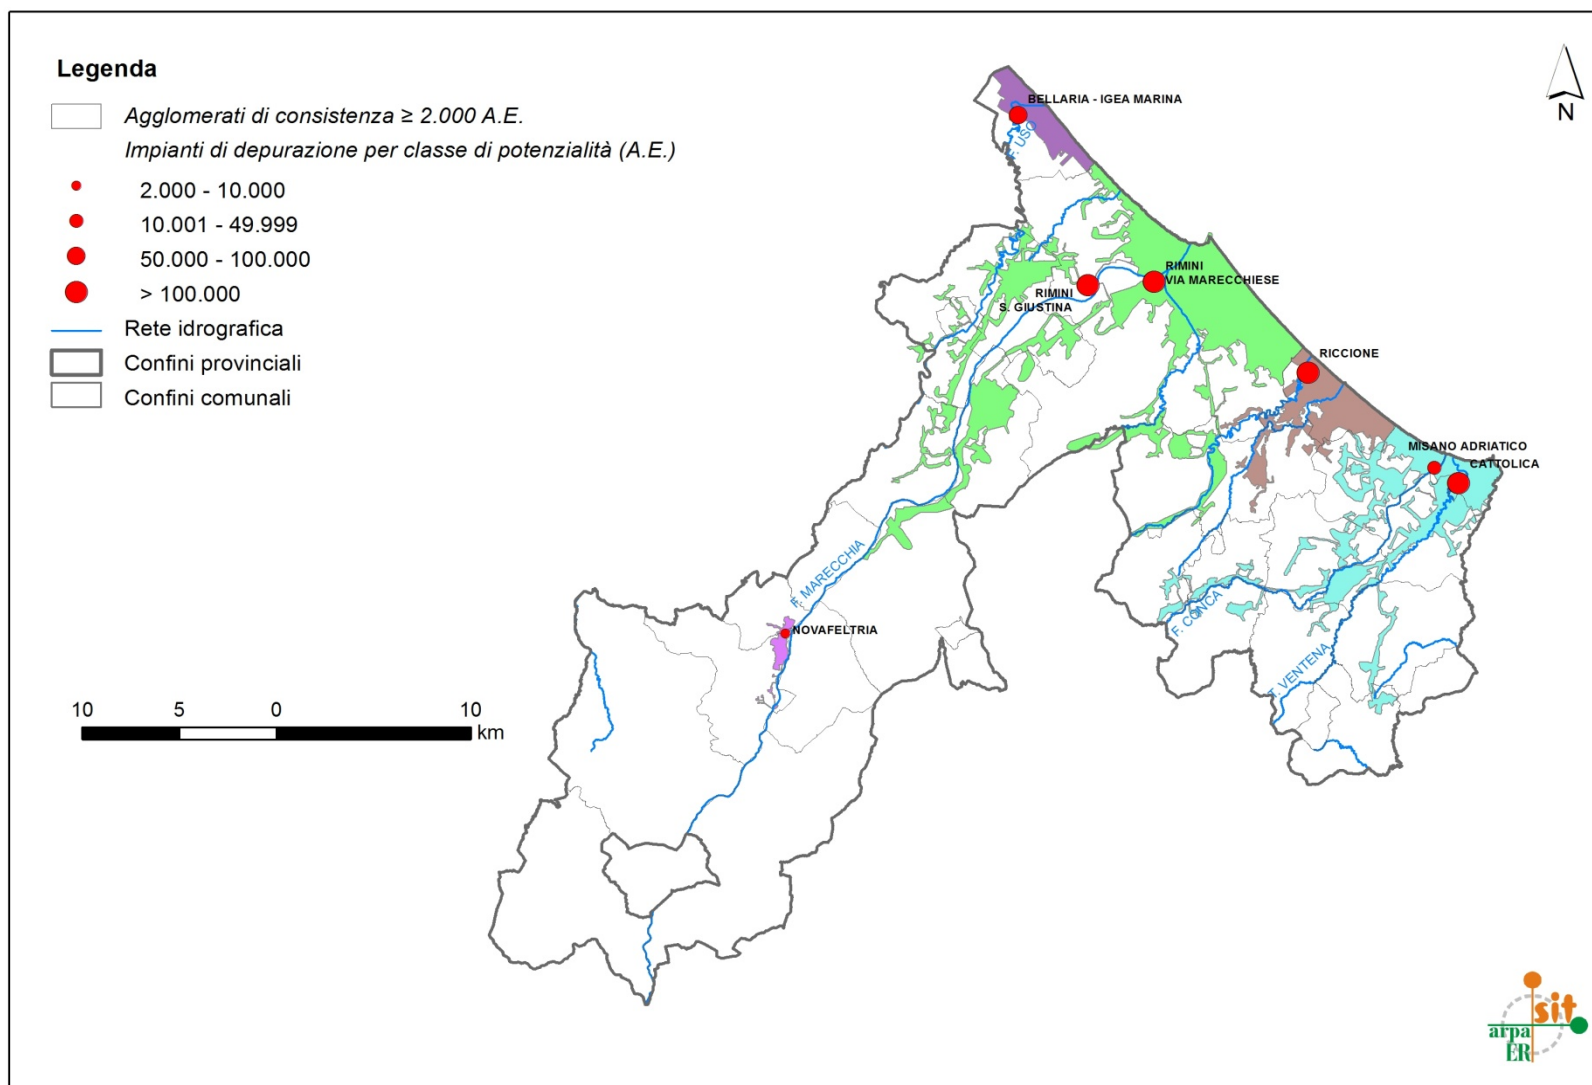 Legenda
Agglomerati di consistenza ≥ 2.000 A.E.
Impianti di depurazione per classe di potenzialità (A.E.)
2.000 - 10.000
10.001 - 49.999
50.000 - 100.000
> 100.000
Rete idrografica
Confini provinciali
Confini comunali
N
BELLARIA - IGEA MARINA
F. USO
RIMINI
VIA MARECCHIESE
RIMINI
S. GIUSTINA
RICCIONE
MISANO ADRIATICO
CATTOLICA
F. MARECCHIA
F. CONCA
T. VENTENA
NOVAFELTRIA
10 5 0 10
km
sit
arpa
ER